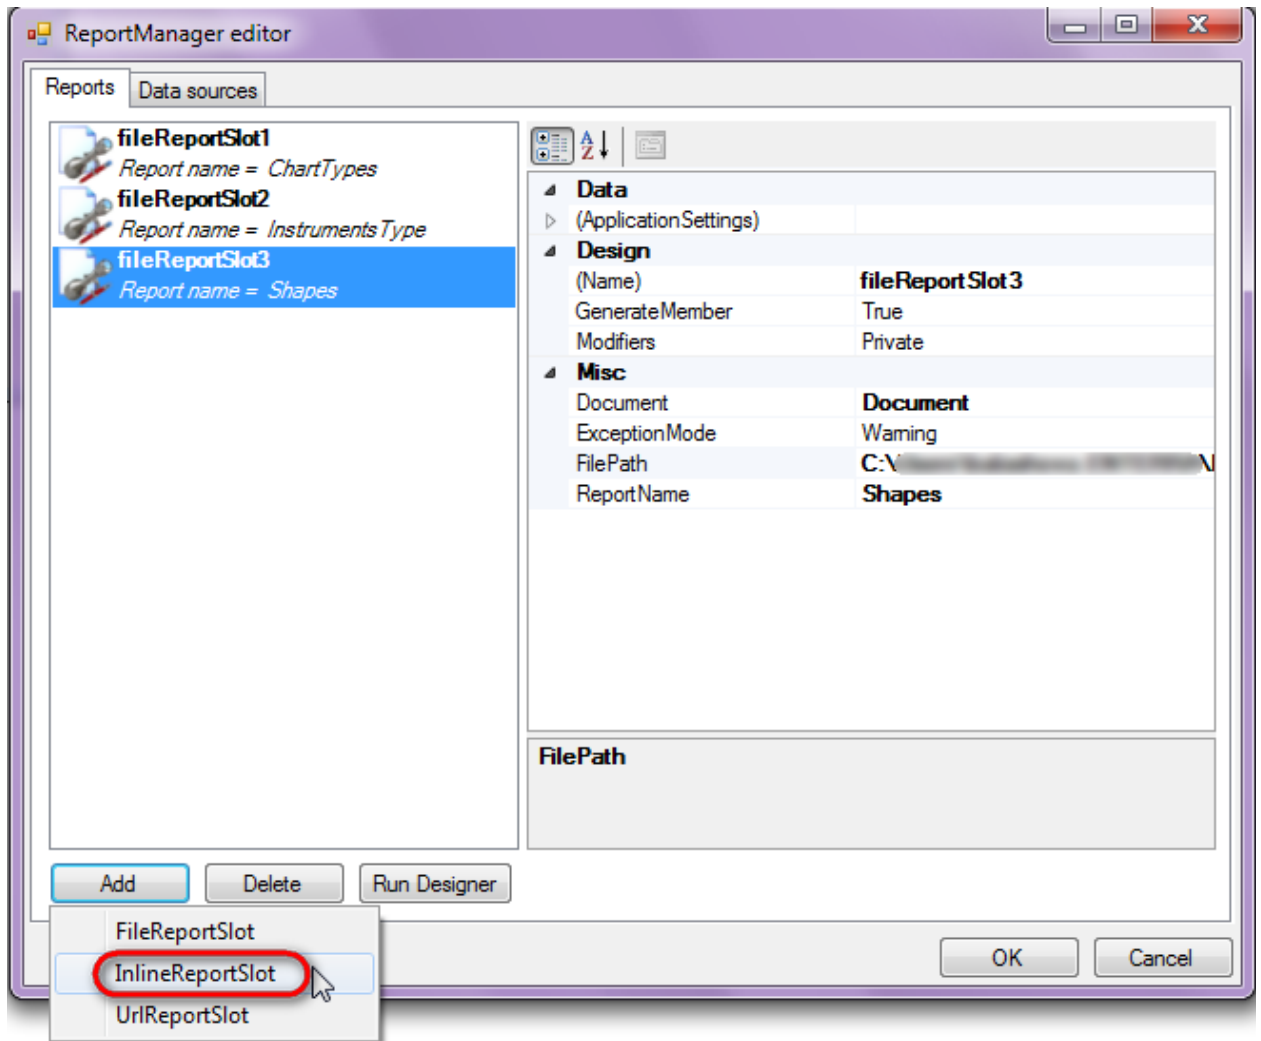 ReportManager editor
Reports
Data sources
fileReportSlot1
Report name = ChartTypes
fileReportSlot2
Report name = InstrumentsType
fileReportSlot3
Report name = Shapes
Data
(ApplicationSettings)
Design
(Name) fileReportSlot3
GenerateMember True
Modifiers Private
Misc
Document Document
ExceptionMode Warning
FilePath C:\
ReportName Shapes
FilePath
Add
Delete
Run Designer
FileReportSlot
InlineReportSlot
UrlReportSlot
OK
Cancel